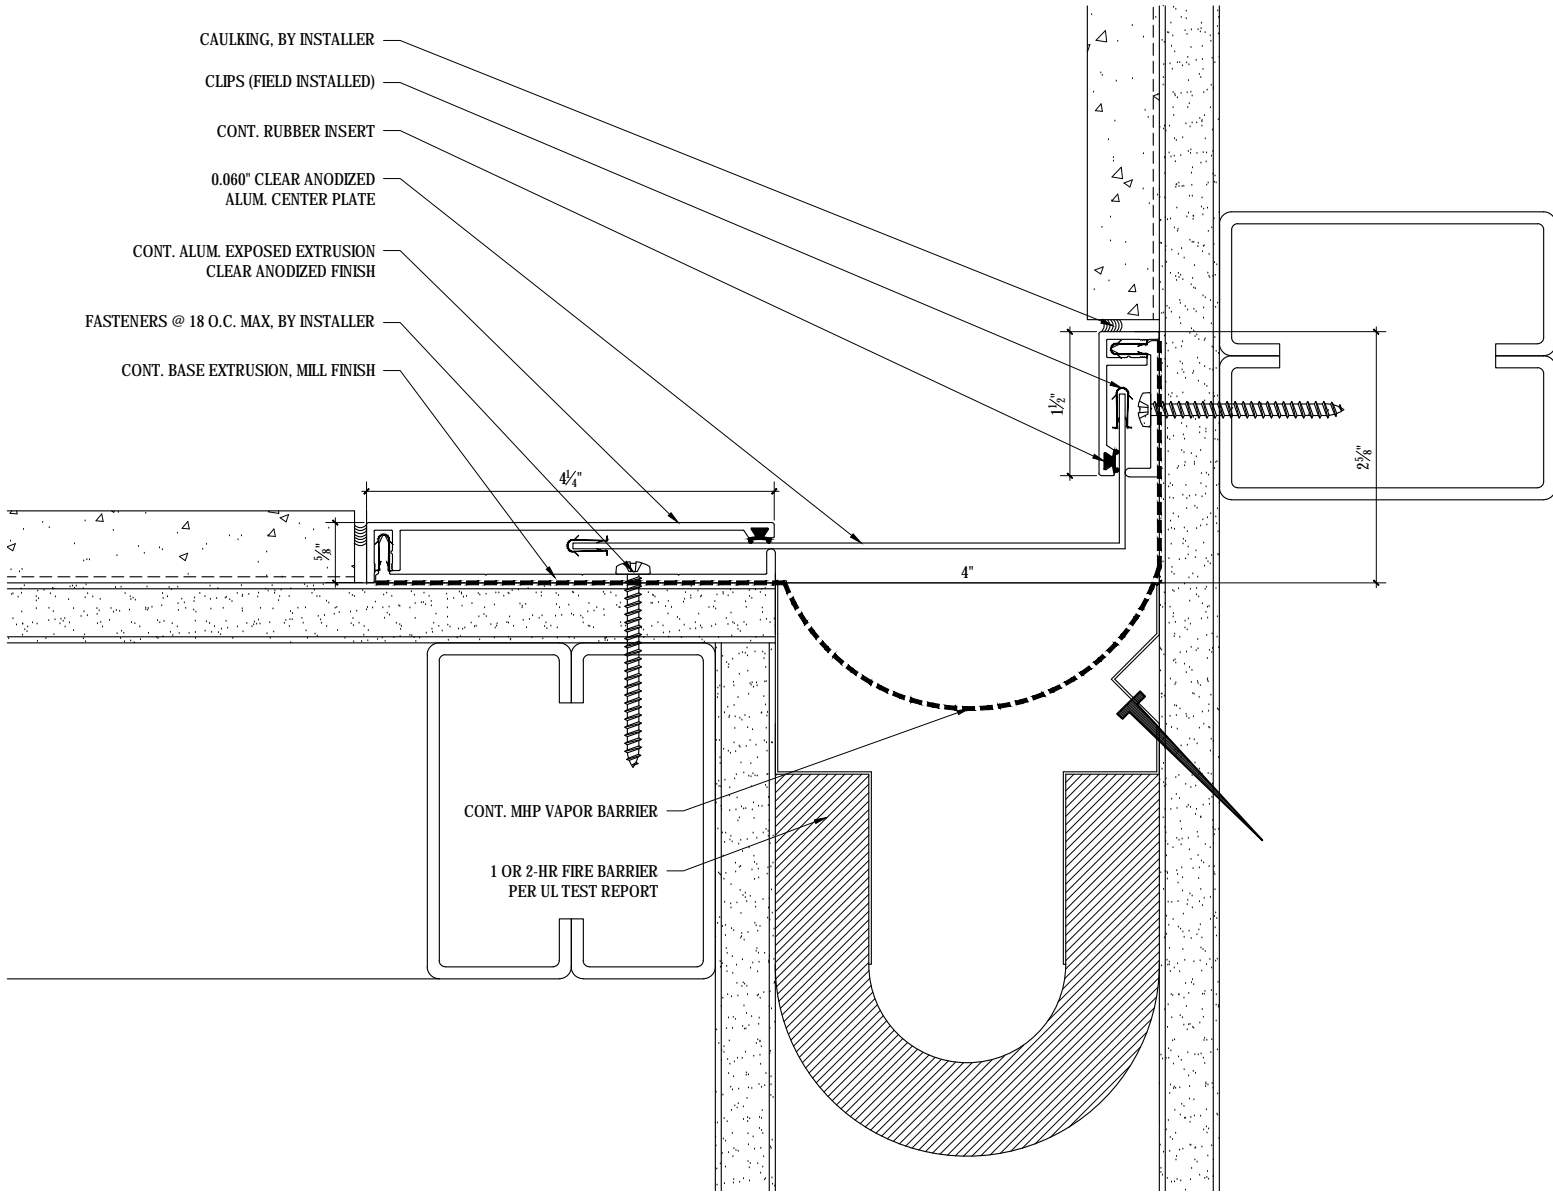 CAULKING, BY INSTALLER
CLIPS (FIELD INSTALLED)
CONT. RUBBER INSERT
0.060" CLEAR ANODIZED
ALUM. CENTER PLATE
CONT. ALUM. EXPOSED EXTRUSION
CLEAR ANODIZED FINISH
FASTENERS @ 18 O.C. MAX, BY INSTALLER
CONT. BASE EXTRUSION, MILL FINISH
1½"
2⅝"
4¼"
⅝"
4"
CONT. MHP VAPOR BARRIER
1 OR 2-HR FIRE BARRIER
PER UL TEST REPORT